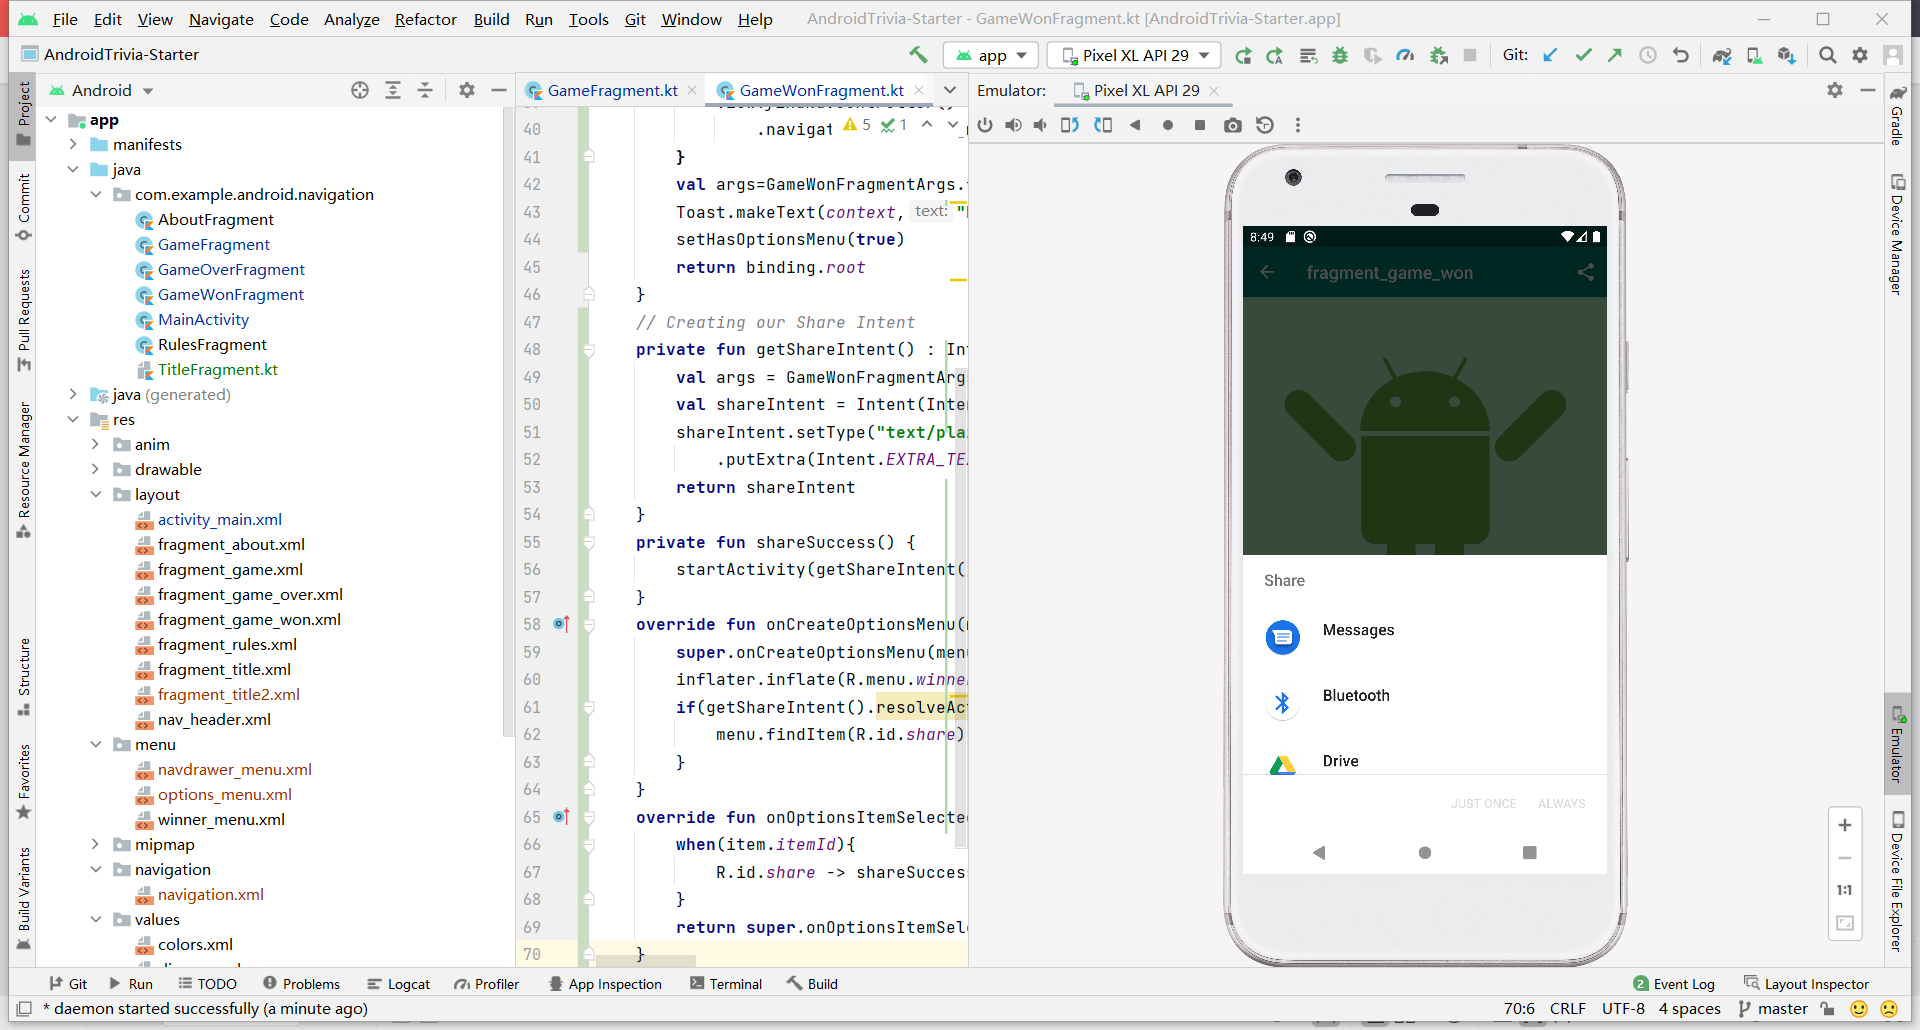 File Edit View Navigate Code Analyze Refactor Build Run Tools Git Window Help AndroidTrivia-Starter - GameWonFragment.kt [AndroidTrivia-Starter.app]
AndroidTrivia-Starter app Pixel XL API 29 Git:
Android
app
manifests
java
com.example.android.navigation
AboutFragment
GameFragment
GameOverFragment
GameWonFragment
MainActivity
RulesFragment
TitleFragment.kt
java (generated)
res
anim
drawable
layout
activity_main.xml
fragment_about.xml
fragment_game.xml
fragment_game_over.xml
fragment_game_won.xml
fragment_rules.xml
fragment_title.xml
fragment_title2.xml
nav_header.xml
menu
navdrawer_menu.xml
options_menu.xml
winner_menu.xml
mipmap
navigation
navigation.xml
values
colors.xml
Project
Commit
Pull Requests
Resource Manager
Structure
Favorites
Build Variants
GameFragment.kt GameWonFragment.kt
5 1
40 .navigat
41 }
42 val args=GameWonFragmentArgs.
43 Toast.makeText(context, text: "
44 setHasOptionsMenu(true)
45 return binding.root
46 }
47 // Creating our Share Intent
48 private fun getShareIntent() : Int
49 val args = GameWonFragmentArgs
50 val shareIntent = Intent(Inten
51 shareIntent.setType("text/pla
52 .putExtra(Intent.EXTRA_TE
53 return shareIntent
54 }
55 private fun shareSuccess() {
56 startActivity(getShareIntent(
57 }
58 override fun onCreateOptionsMenu(
59 super.onCreateOptionsMenu(menu
60 inflater.inflate(R.menu.winne
61 if(getShareIntent().resolveAct
62 menu.findItem(R.id.share)
63 }
64 }
65 override fun onOptionsItemSelected
66 when(item.itemId){
67 R.id.share -> shareSucces
68 }
69 return super.onOptionsItemSele
70 }
Emulator: Pixel XL API 29
8:49
fragment_game_won
Share
Messages
Bluetooth
Drive
JUST ONCE ALWAYS
1:1
Gradle
Device Manager
Emulator
Device File Explorer
Git Run TODO Problems Logcat Profiler App Inspection Terminal Build 2 Event Log Layout Inspector
* daemon started successfully (a minute ago) 70:6 CRLF UTF-8 4 spaces master